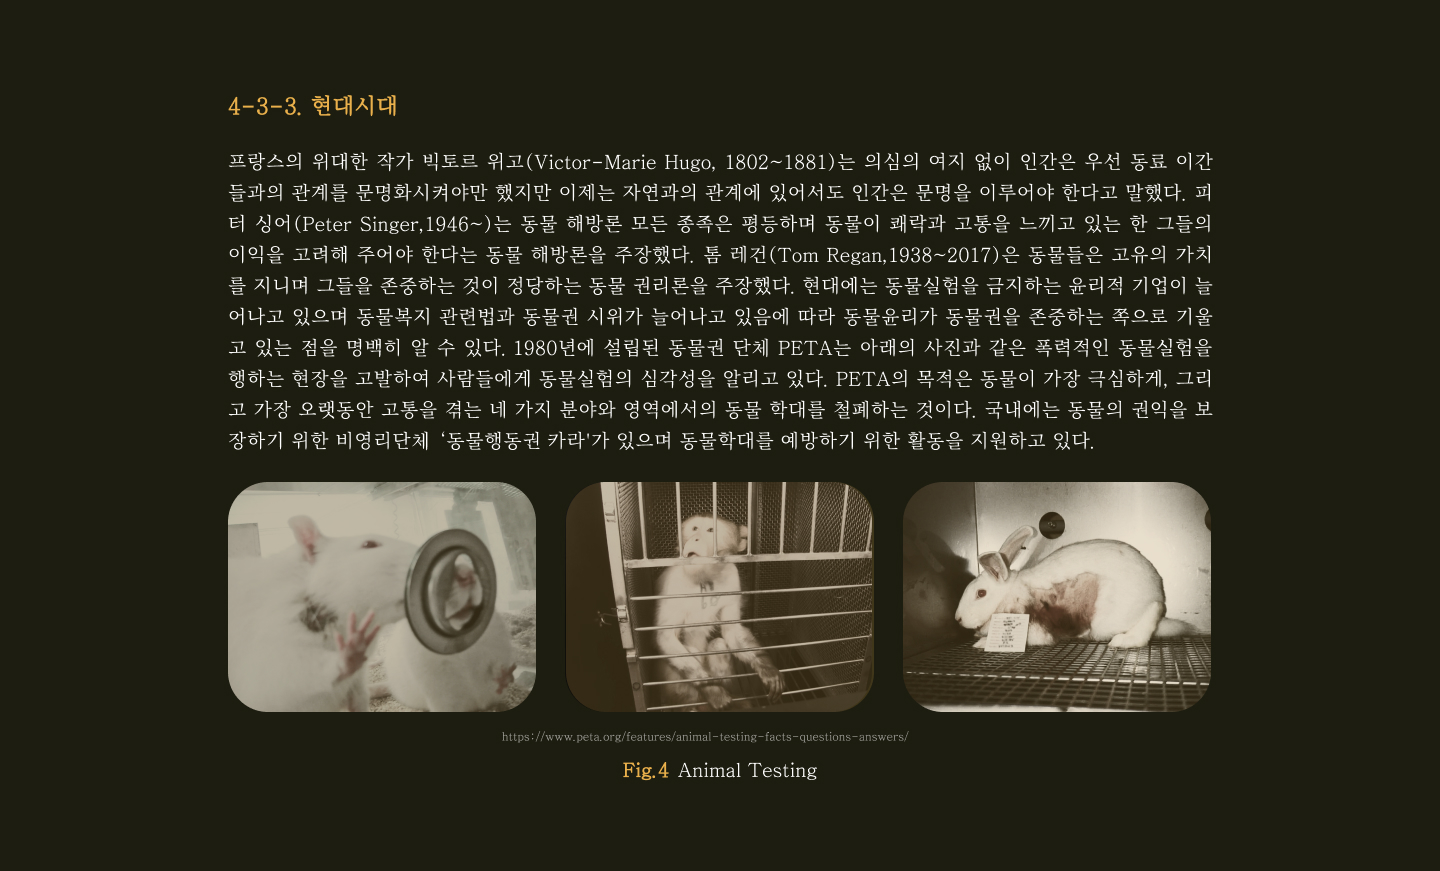 4-3-3. 현대시대
프랑스의 위대한 작가 빅토르 위고(Victor-Marie Hugo, 1802~1881)는 의심의 여지 없이 인간은 우선 동료 이간
들과의 관계를 문명화시켜야만 했지만 이제는 자연과의 관계에 있어서도 인간은 문명을 이루어야 한다고 말했다. 피
터 싱어(Peter Singer,1946~)는 동물 해방론 모든 종족은 평등하며 동물이 쾌락과 고통을 느끼고 있는 한 그들의
이익을 고려해 주어야 한다는 동물 해방론을 주장했다. 톰 레건(Tom Regan,1938~2017)은 동물들은 고유의 가치
를 지니며 그들을 존중하는 것이 정당하는 동물 권리론을 주장했다. 현대에는 동물실험을 금지하는 윤리적 기업이 늘
어나고 있으며 동물복지 관련법과 동물권 시위가 늘어나고 있음에 따라 동물윤리가 동물권을 존중하는 쪽으로 기울
고 있는 점을 명백히 알 수 있다. 1980년에 설립된 동물권 단체 PETA는 아래의 사진과 같은 폭력적인 동물실험을
행하는 현장을 고발하여 사람들에게 동물실험의 심각성을 알리고 있다. PETA의 목적은 동물이 가장 극심하게, 그리
고 가장 오랫동안 고통을 겪는 네 가지 분야와 영역에서의 동물 학대를 철폐하는 것이다. 국내에는 동물의 권익을 보
장하기 위한 비영리단체 ‘동물행동권 카라'가 있으며 동물학대를 예방하기 위한 활동을 지원하고 있다.
https://www.peta.org/features/animal-testing-facts-questions-answers/
Fig.4 Animal Testing